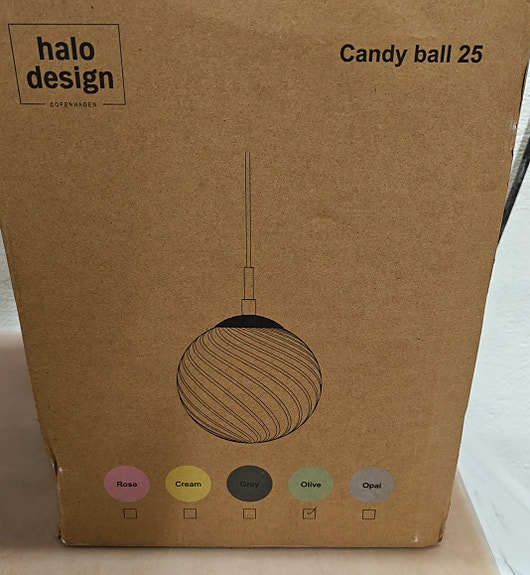 halo
design
COPENHAGEN
Candy ball 25
Rose Cream Grey Olive Opal